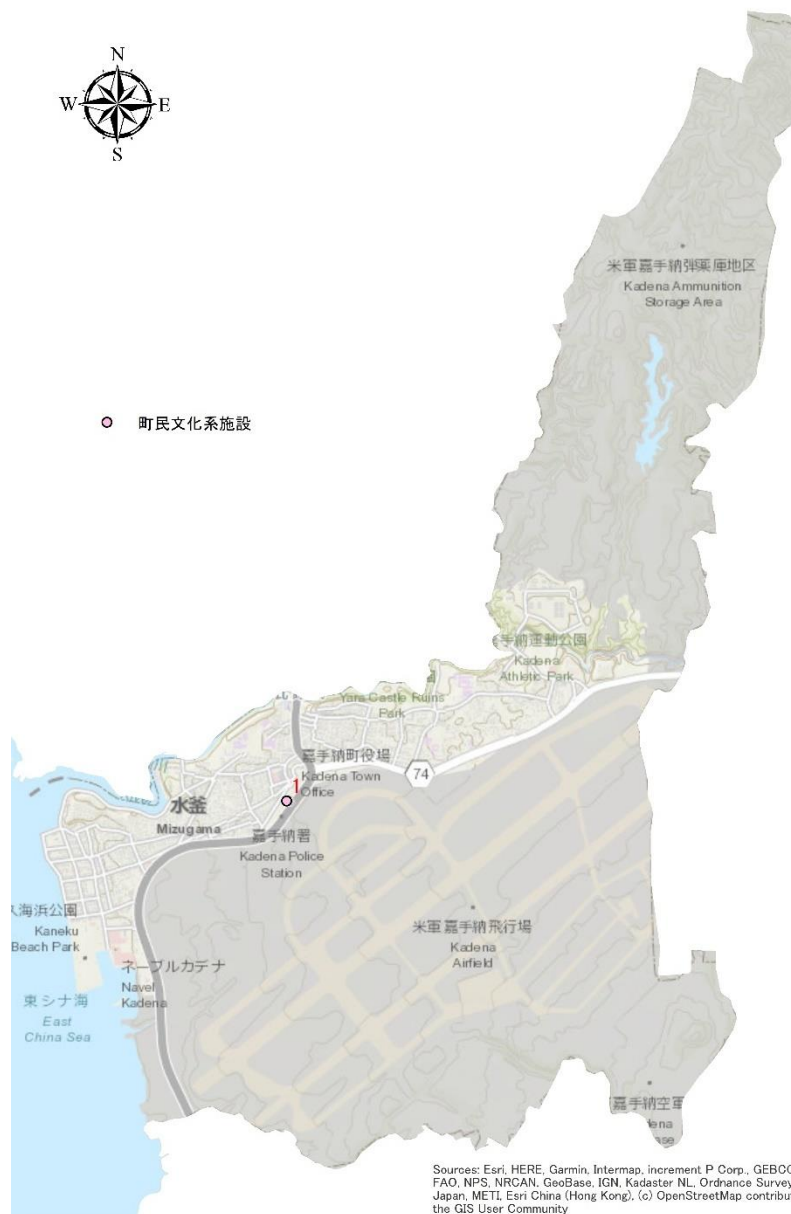 N
W
E
S
米軍嘉手納弾薬庫地区
Kadena Ammunition
Storage Area
町民文化系施設
手納運動公園
Kadena
Athletic Park
Yara Castle Ruins
Park
嘉手納町役場
Kadena Town
Office
74
1
水釜
Mizugama
嘉手納署
Kadena Police
Station
米軍嘉手納飛行場
Kadena
Airfield
海浜公園
Kaneku
Beach Park
ネーブルカデナ
Navel
Kadena
東シナ海
East
China Sea
嘉手納空軍
dena
ase
Sources: Esri, HERE, Garmin, Intermap, increment P Corp., GEBCO
FAO, NPS, NRCAN, GeoBase, IGN, Kadaster NL, Ordnance Survey
Japan, METI, Esri China (Hong Kong), (c) OpenStreetMap contribut
the GIS User Community